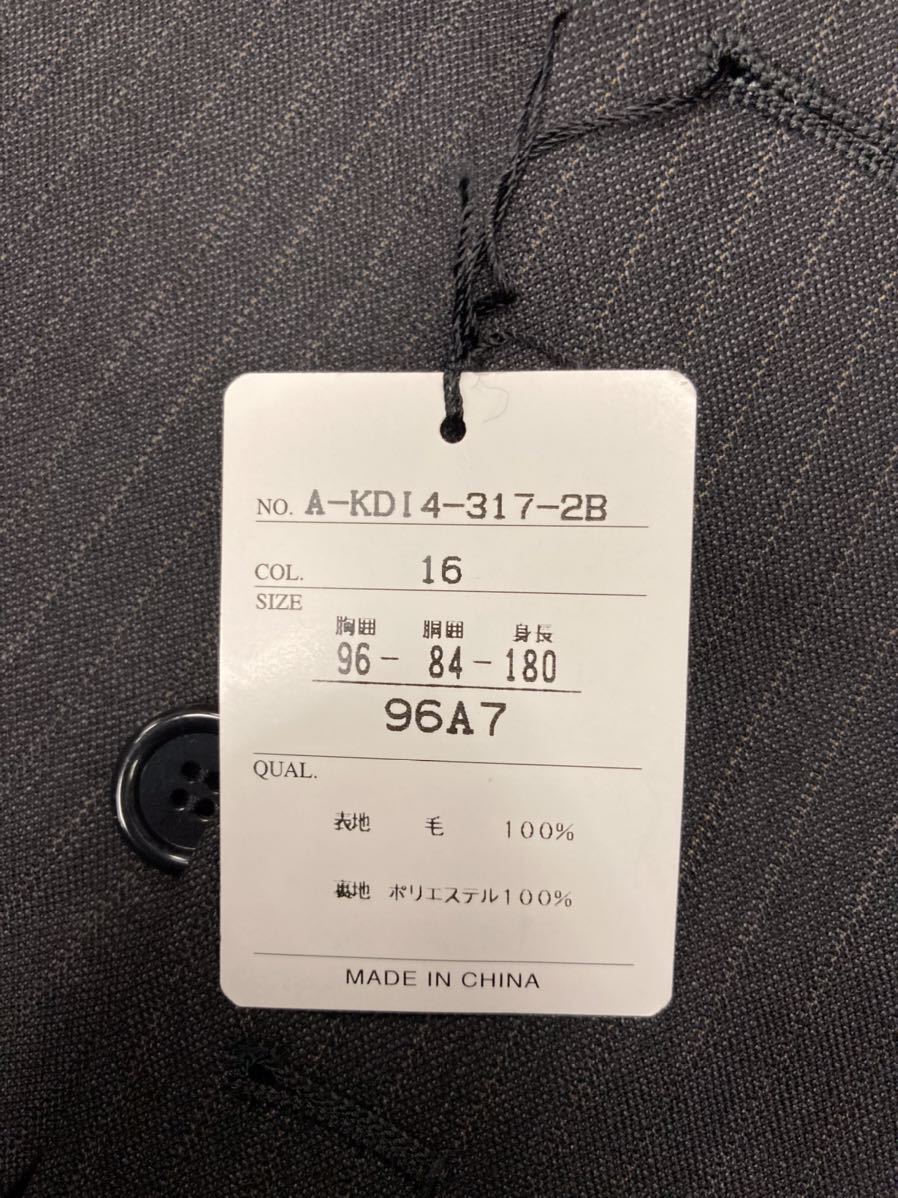 NO. A-KDI4-317-2B
COL. 16
SIZE
胸囲 胴囲 身長
96- 84-180
96A7
QUAL.
表地 毛 100%
裏地 ポリエステル100%
MADE IN CHINA